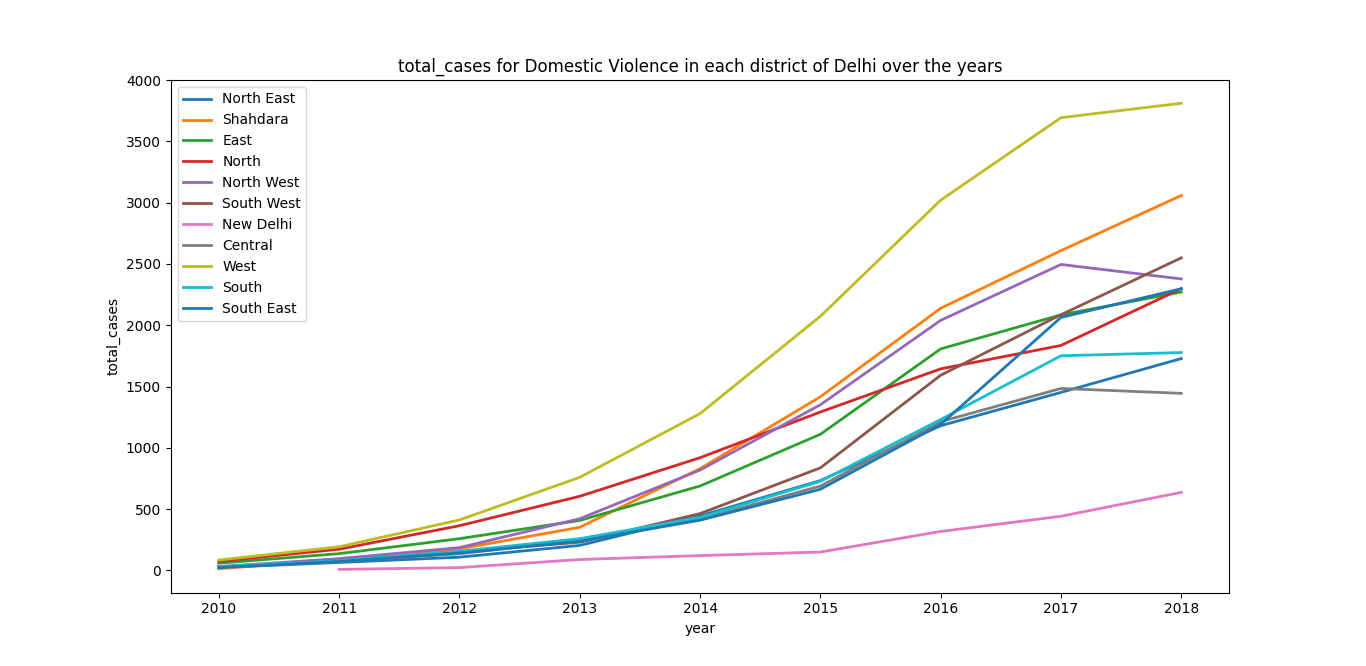 total_cases for Domestic Violence in each district of Delhi over the years
4000
3500
3000
2500
2000
1500
1000
500
0
total_cases
North East
Shahdara
East
North
North West
South West
New Delhi
Central
West
South
South East
2010 2011 2012 2013 2014 2015 2016 2017 2018
year